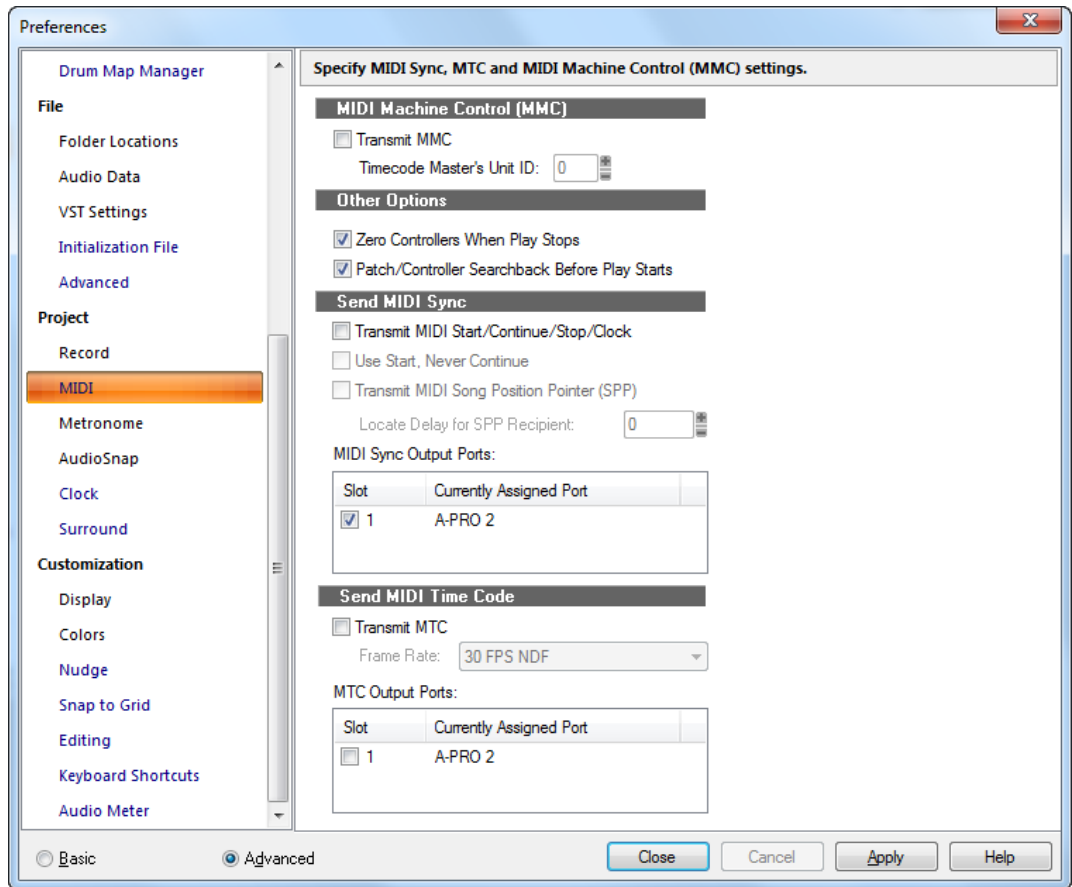 Preferences
Drum Map Manager
File
Folder Locations
Audio Data
VST Settings
Initialization File
Advanced
Project
Record
MIDI
Metronome
AudioSnap
Clock
Surround
Customization
Display
Colors
Nudge
Snap to Grid
Editing
Keyboard Shortcuts
Audio Meter
Specify MIDI Sync, MTC and MIDI Machine Control (MMC) settings.
MIDI Machine Control (MMC)
Transmit MMC
Timecode Master's Unit ID: 0
Other Options
Zero Controllers When Play Stops
Patch/Controller Searchback Before Play Starts
Send MIDI Sync
Transmit MIDI Start/Continue/Stop/Clock
Use Start, Never Continue
Transmit MIDI Song Position Pointer (SPP)
Locate Delay for SPP Recipient: 0
MIDI Sync Output Ports:
Slot Currently Assigned Port
1 A-PRO 2
Send MIDI Time Code
Transmit MTC
Frame Rate: 30 FPS NDF
MTC Output Ports:
Slot Currently Assigned Port
1 A-PRO 2
Basic Advanced Close Cancel Apply Help